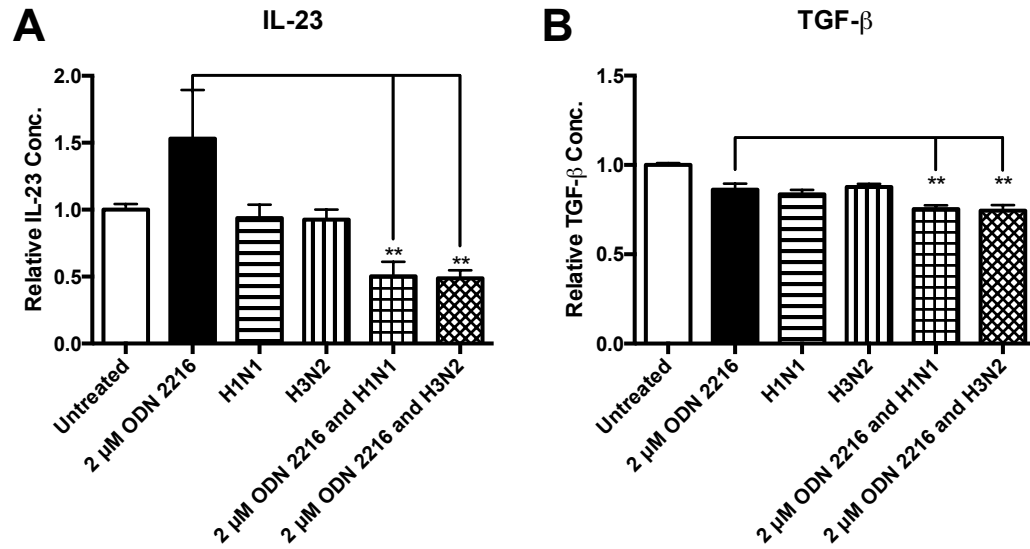 A
IL-23
Relative IL-23 Conc.
2.0
1.5
1.0
0.5
0.0
**
**
Untreated
2 µM ODN 2216
H1N1
H3N2
2 µM ODN 2216 and H1N1
2 µM ODN 2216 and H3N2
B
TGF-β
Relative TGF-β Conc.
1.5
1.0
0.5
0.0
**
**
Untreated
2 µM ODN 2216
H1N1
H3N2
2 µM ODN 2216 and H1N1
2 µM ODN 2216 and H3N2